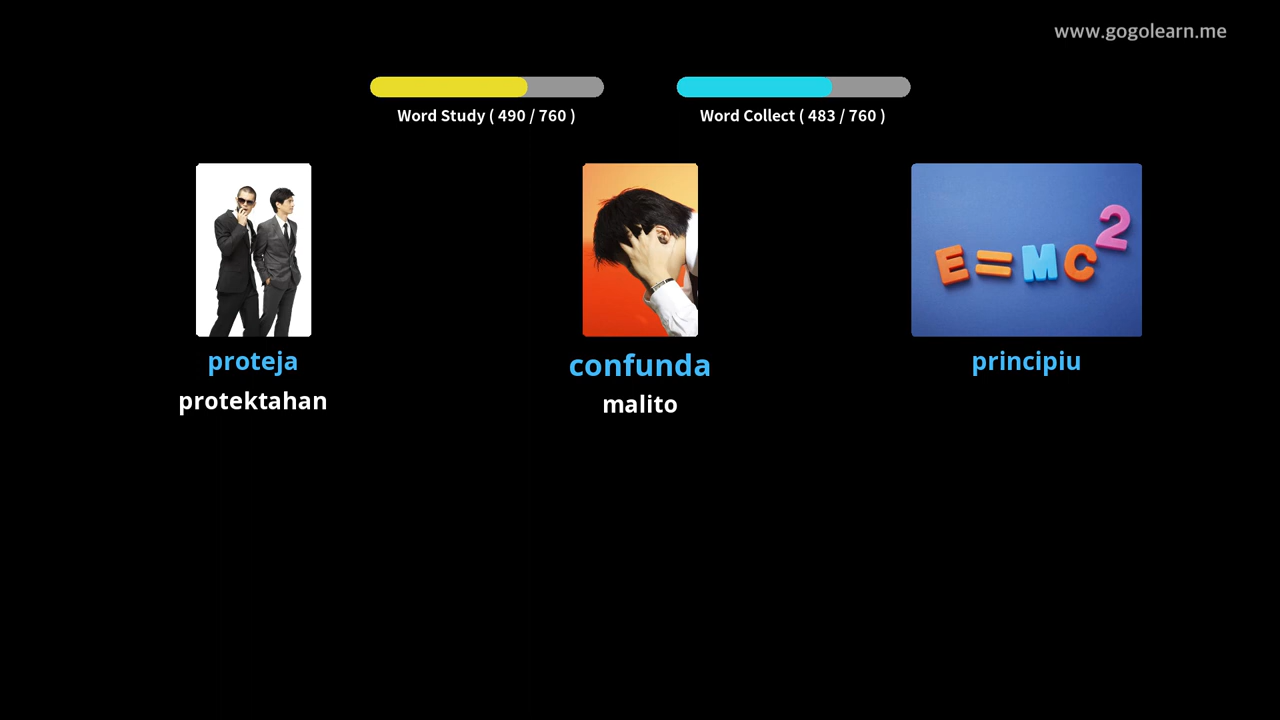 www.gogolearn.me
Word Study ( 490 / 760 )
Word Collect ( 483 / 760 )
E=MC2
proteja
confunda
principiu
protektahan
malito